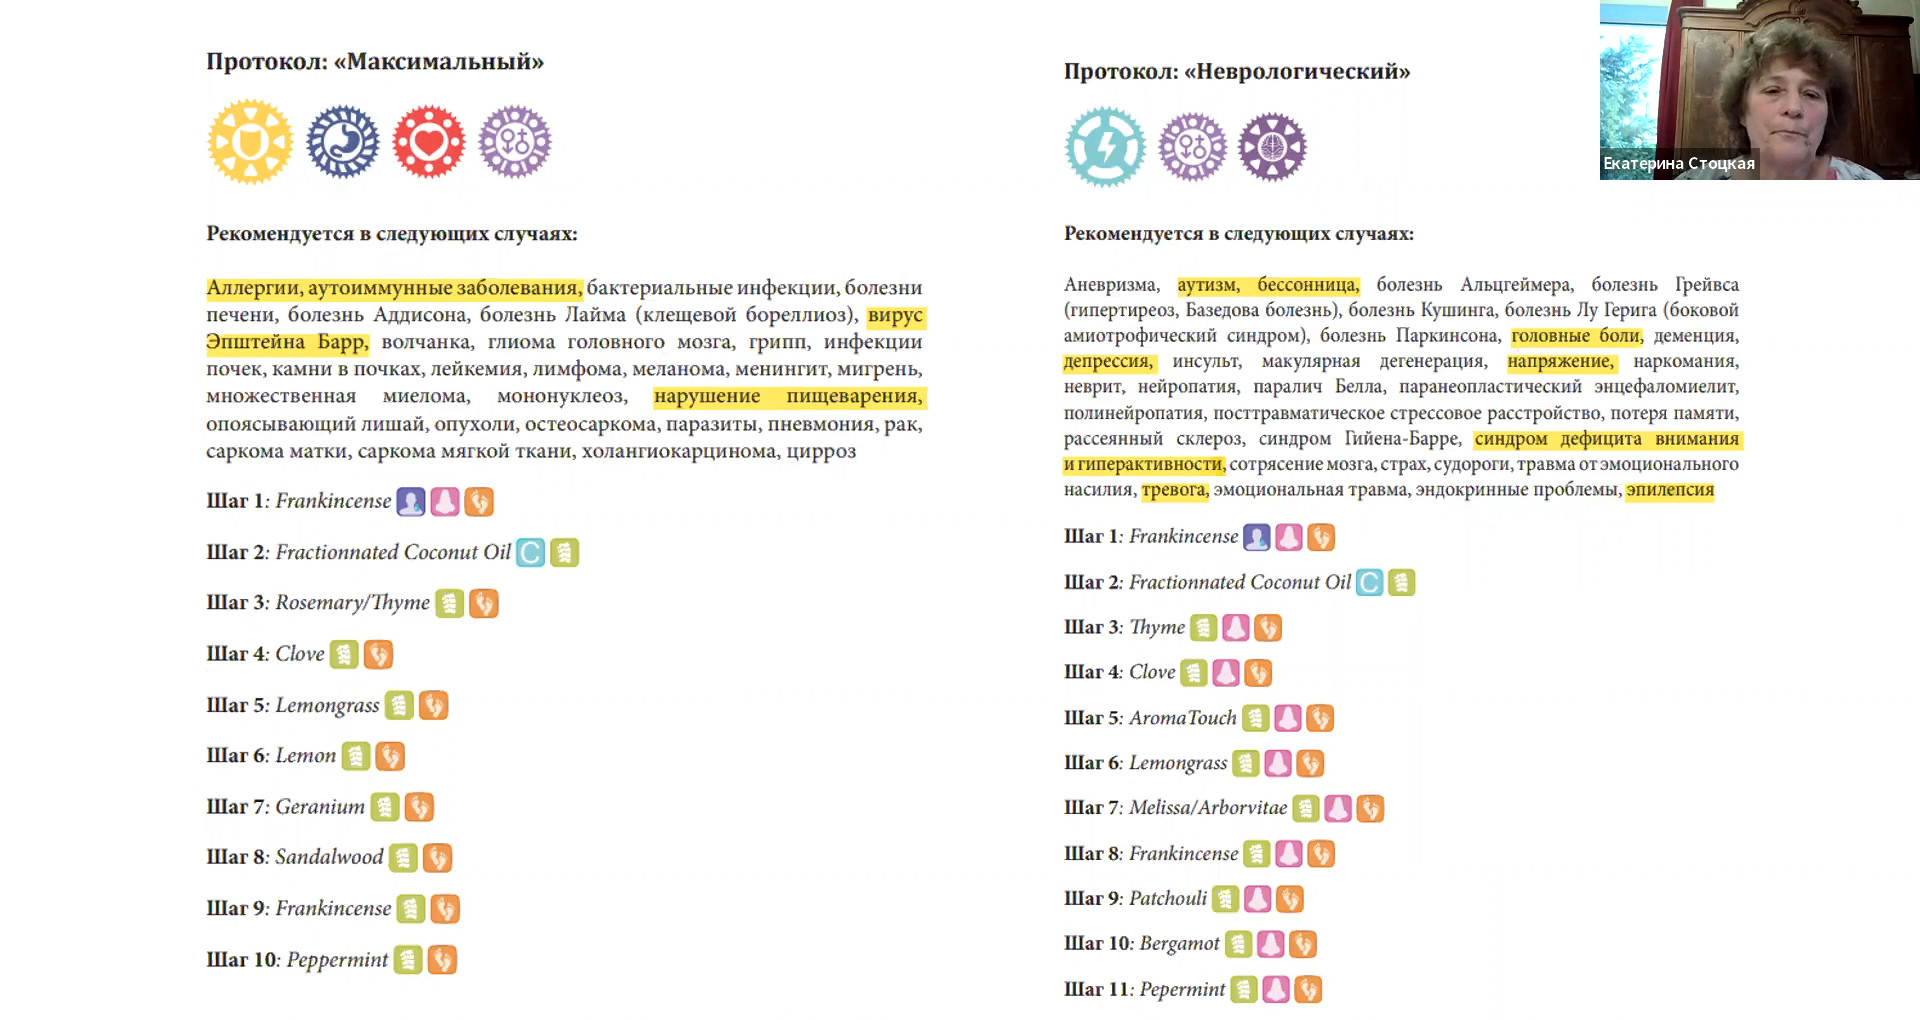 Протокол: «Максимальный»
Рекомендуется в следующих случаях:
Аллергии, аутоиммунные заболевания, бактериальные инфекции, болезни
печени, болезнь Аддисона, болезнь Лайма (клещевой бореллиоз), вирус
Эпштейна Барр, волчанка, глиома головного мозга, грипп, инфекции
почек, камни в почках, лейкемия, лимфома, меланома, менингит, мигрень,
множественная миелома, мононуклеоз, нарушение пищеварения,
опоясывающий лишай, опухоли, остеосаркома, паразиты, пневмония, рак,
саркома матки, саркома мягкой ткани, холангиокарцинома, цирроз
Шаг 1: Frankincense
Шаг 2: Fractionnated Coconut Oil C
Шаг 3: Rosemary/Thyme
Шаг 4: Clove
Шаг 5: Lemongrass
Шаг 6: Lemon
Шаг 7: Geranium
Шаг 8: Sandalwood
Шаг 9: Frankincense
Шаг 10: Peppermint
Протокол: «Неврологический»
Рекомендуется в следующих случаях:
Аневризма, аутизм, бессонница, болезнь Альцгеймера, болезнь Грейвса
(гипертиреоз, Базедова болезнь), болезнь Кушинга, болезнь Лу Герига (боковой
амиотрофический синдром), болезнь Паркинсона, головные боли, деменция,
депрессия, инсульт, макулярная дегенерация, напряжение, наркомания,
неврит, нейропатия, паралич Белла, паранеопластический энцефаломиелит,
полинейропатия, посттравматическое стрессовое расстройство, потеря памяти,
рассеянный склероз, синдром Гийена-Барре, синдром дефицита внимания
и гиперактивности, сотрясение мозга, страх, судороги, травма от эмоционального
насилия, тревога, эмоциональная травма, эндокринные проблемы, эпилепсия
Шаг 1: Frankincense
Шаг 2: Fractionnated Coconut Oil C
Шаг 3: Thyme
Шаг 4: Clove
Шаг 5: AromaTouch
Шаг 6: Lemongrass
Шаг 7: Melissa/Arborvitae
Шаг 8: Frankincense
Шаг 9: Patchouli
Шаг 10: Bergamot
Шаг 11: Pepermint
Екатерина Стоцкая